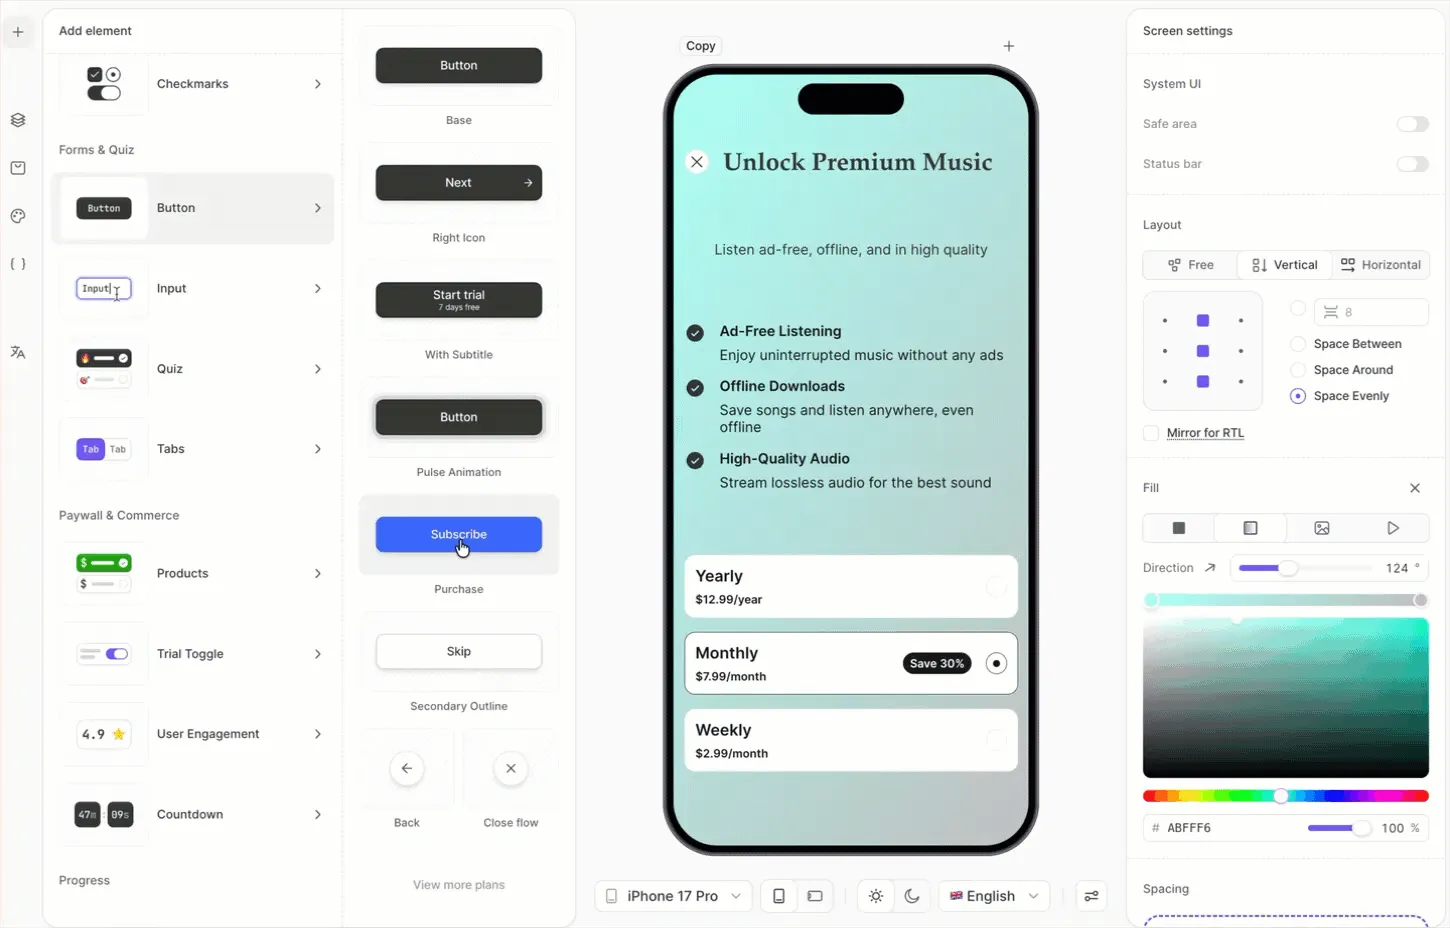 Add element
Checkmarks
Forms & Quiz
Button
Button
Input
Input
Quiz
Tab
Tab
Tabs
Paywall & Commerce
$
$
Products
Trial Toggle
4.9
User Engagement
47m : 09s
Countdown
Progress
Button
Base
Next
Right Icon
Start trial
7 days free
With Subtitle
Button
Pulse Animation
Subscribe
Purchase
Skip
Secondary Outline
Back
Close flow
View more plans
Copy
Unlock Premium Music
Listen ad-free, offline, and in high quality
Ad-Free Listening
Enjoy uninterrupted music without any ads
Offline Downloads
Save songs and listen anywhere, even
offline
High-Quality Audio
Stream lossless audio for the best sound
Yearly
$12.99/year
Monthly
$7.99/month
Save 30%
Weekly
$2.99/month
iPhone 17 Pro
English
Screen settings
System UI
Safe area
Status bar
Layout
Free
Vertical
Horizontal
8
Space Between
Space Around
Space Evenly
Mirror for RTL
Fill
Direction
124 °
# ABFFF6
100 %
Spacing